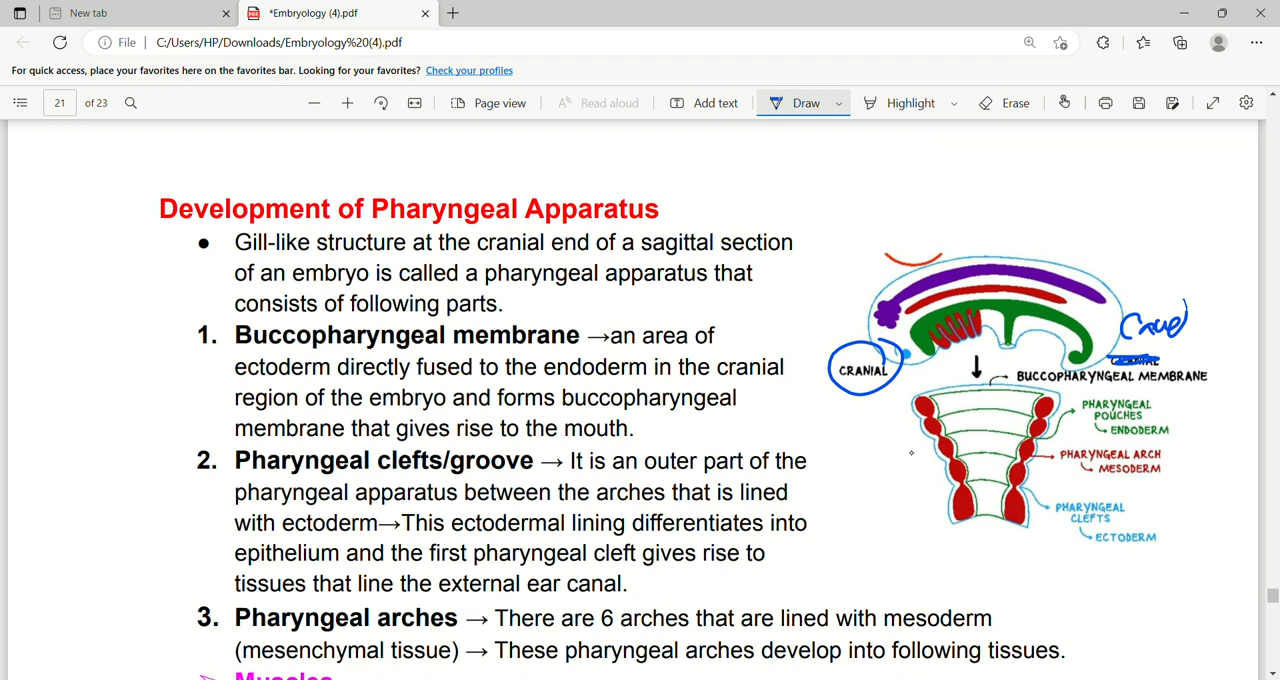 New tab
*Embryology (4).pdf
File
C:/Users/HP/Downloads/Embryology%20(4).pdf
For quick access, place your favorites here on the favorites bar. Looking for your favorites? Check your profiles
21 of 23
Page view
Read aloud
Add text
Draw
Highlight
Erase
Development of Pharyngeal Apparatus
● Gill-like structure at the cranial end of a sagittal section
of an embryo is called a pharyngeal apparatus that
consists of following parts.
1. Buccopharyngeal membrane →an area of
ectoderm directly fused to the endoderm in the cranial
region of the embryo and forms buccopharyngeal
membrane that gives rise to the mouth.
2. Pharyngeal clefts/groove → It is an outer part of the
pharyngeal apparatus between the arches that is lined
with ectoderm→This ectodermal lining differentiates into
epithelium and the first pharyngeal cleft gives rise to
tissues that line the external ear canal.
3. Pharyngeal arches → There are 6 arches that are lined with mesoderm
(mesenchymal tissue) → These pharyngeal arches develop into following tissues.
Muscles
CRANIAL
BUCCOPHARYNGEAL MEMBRANE
PHARYNGEAL
POUCHES
ENDODERM
PHARYNGEAL ARCH
MESODERM
PHARYNGEAL
CLEFTS
ECTODERM